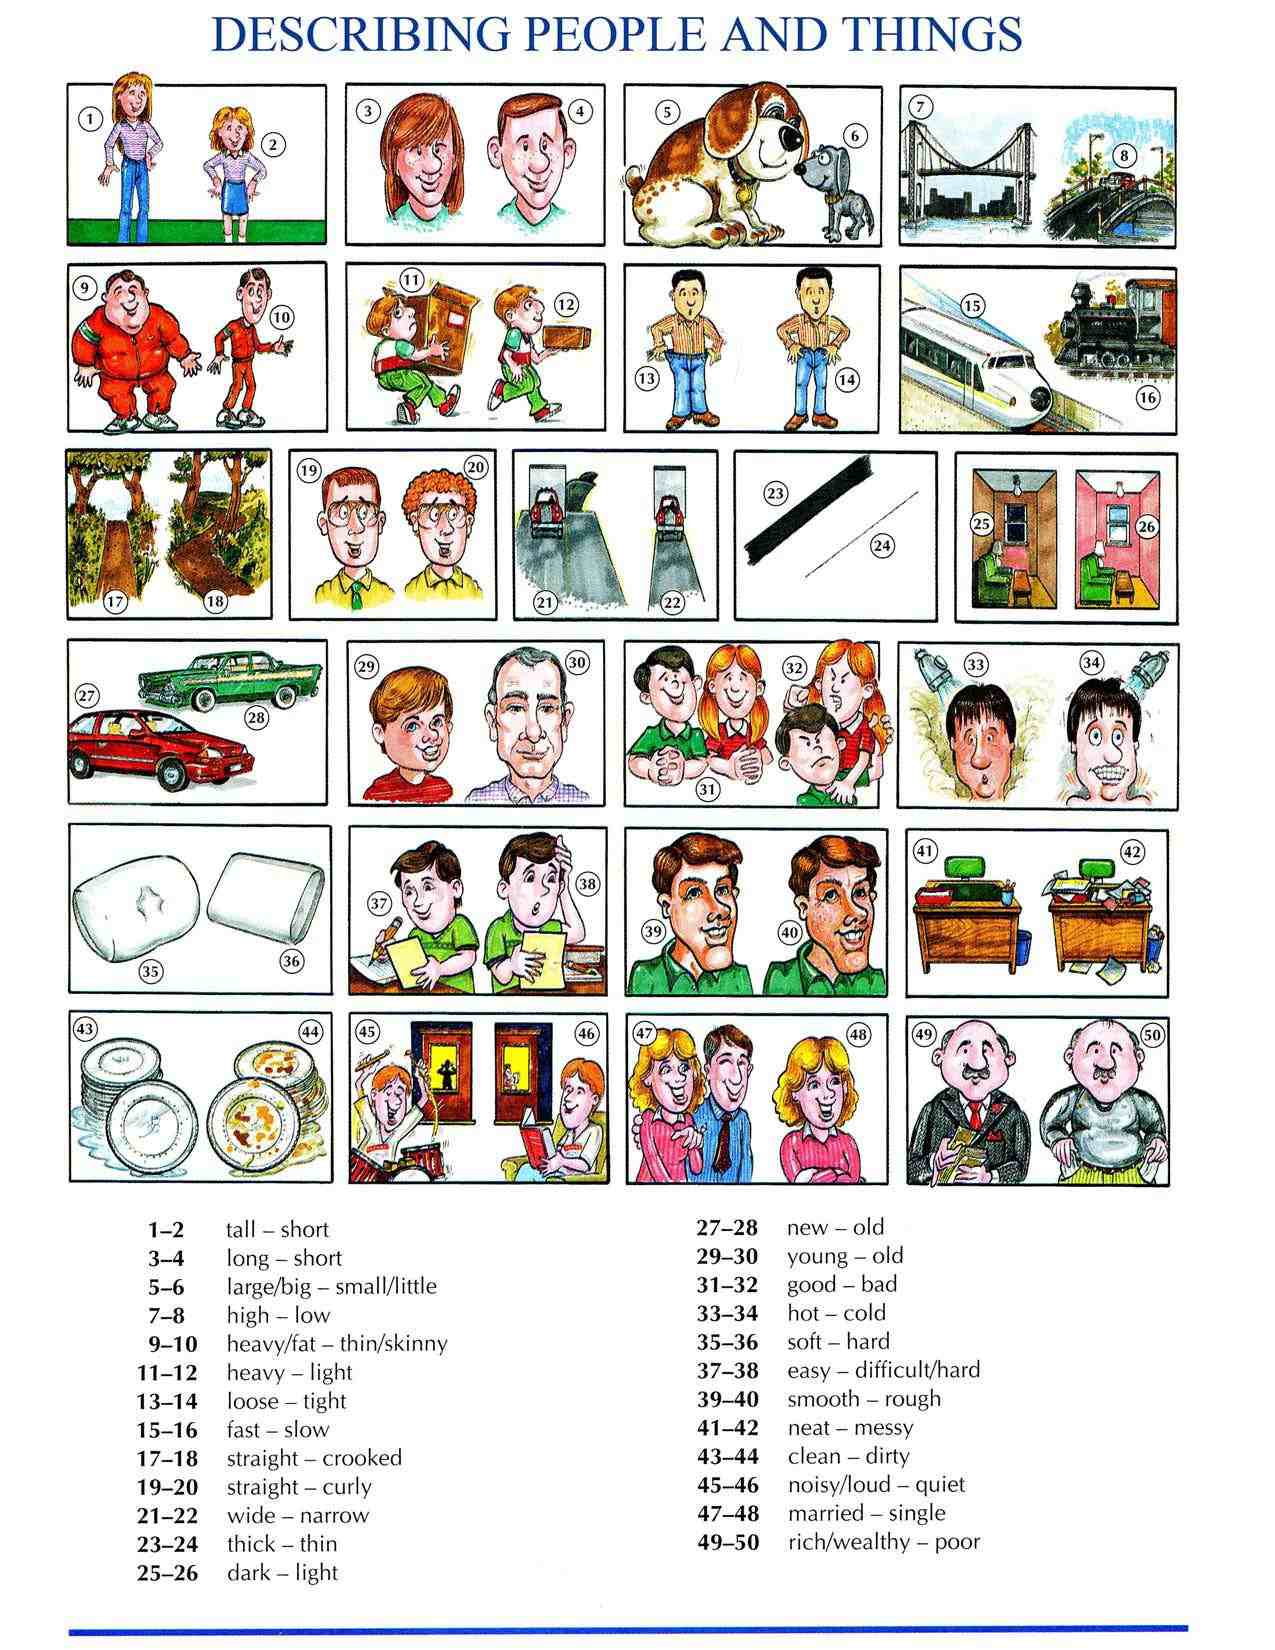 DESCRIBING PEOPLE AND THINGS
1 2 3 4 5 6 7 8
9 10 11 12 13 14 15 16
17 18 19 20 21 22 23 24 25 26
27 28 29 30 31 32 33 34
35 36 37 38 39 40 41 42
43 44 45 46 47 48 49 50
1–2 tall – short
3–4 long – short
5–6 large/big – small/little
7–8 high – low
9–10 heavy/fat – thin/skinny
11–12 heavy – light
13–14 loose – tight
15–16 fast – slow
17–18 straight – crooked
19–20 straight – curly
21–22 wide – narrow
23–24 thick – thin
25–26 dark – light
27–28 new – old
29–30 young – old
31–32 good – bad
33–34 hot – cold
35–36 soft – hard
37–38 easy – difficult/hard
39–40 smooth – rough
41–42 neat – messy
43–44 clean – dirty
45–46 noisy/loud – quiet
47–48 married – single
49–50 rich/wealthy – poor